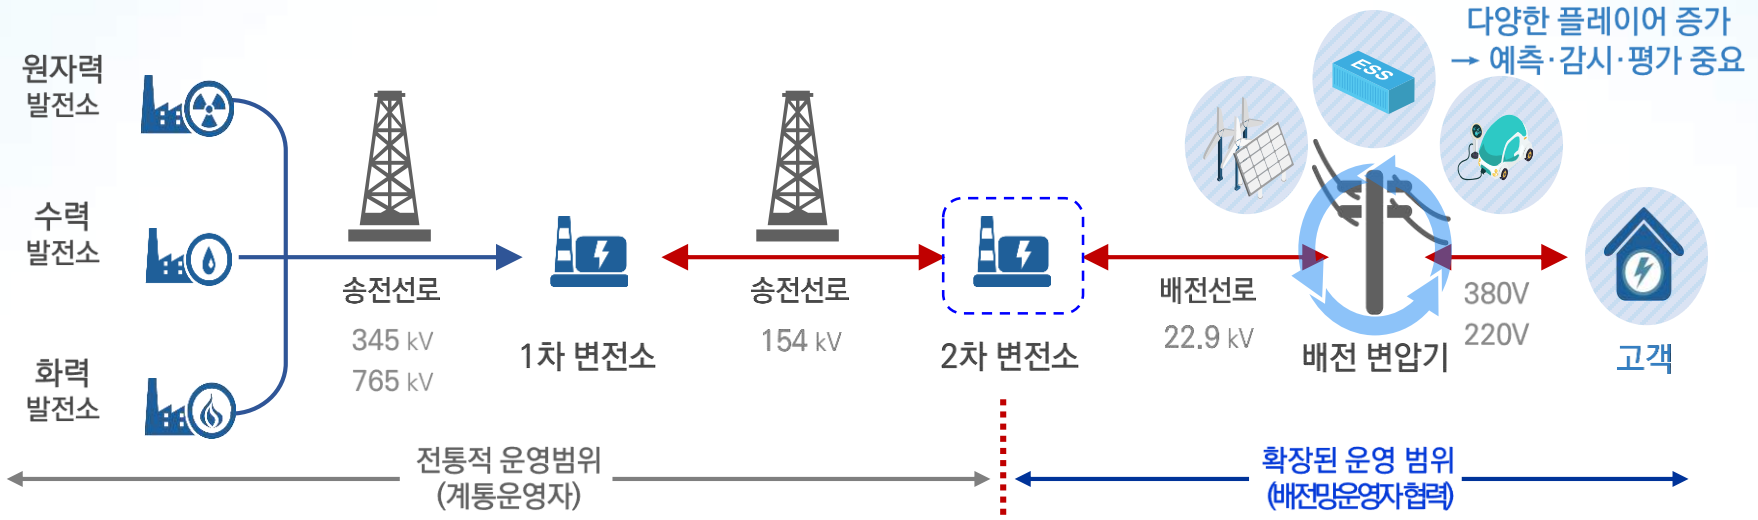 다양한 플레이어 증가
→ 예측·감시·평가 중요
원자력
발전소
ESS
수력
발전소
송전선로
345 kV
765 kV
1차 변전소
송전선로
154 kV
2차 변전소
배전선로
22.9 kV
배전 변압기
380V
220V
고객
화력
발전소
전통적 운영범위
(계통운영자)
확장된 운영 범위
(배전망운영자 협력)